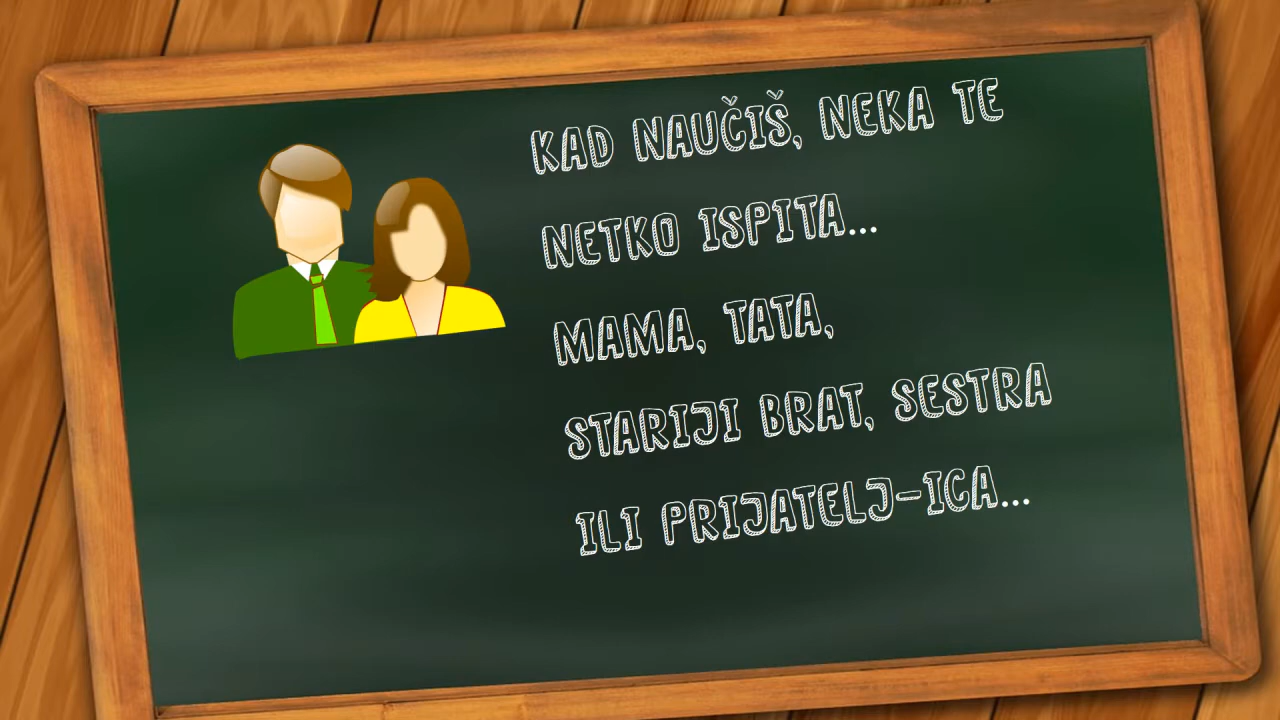 KAD NAUČIŠ, NEKA TE
NETKO ISPITA...
MAMA, TATA,
STARIJI BRAT, SESTRA
ILI PRIJATELJ-ICA...